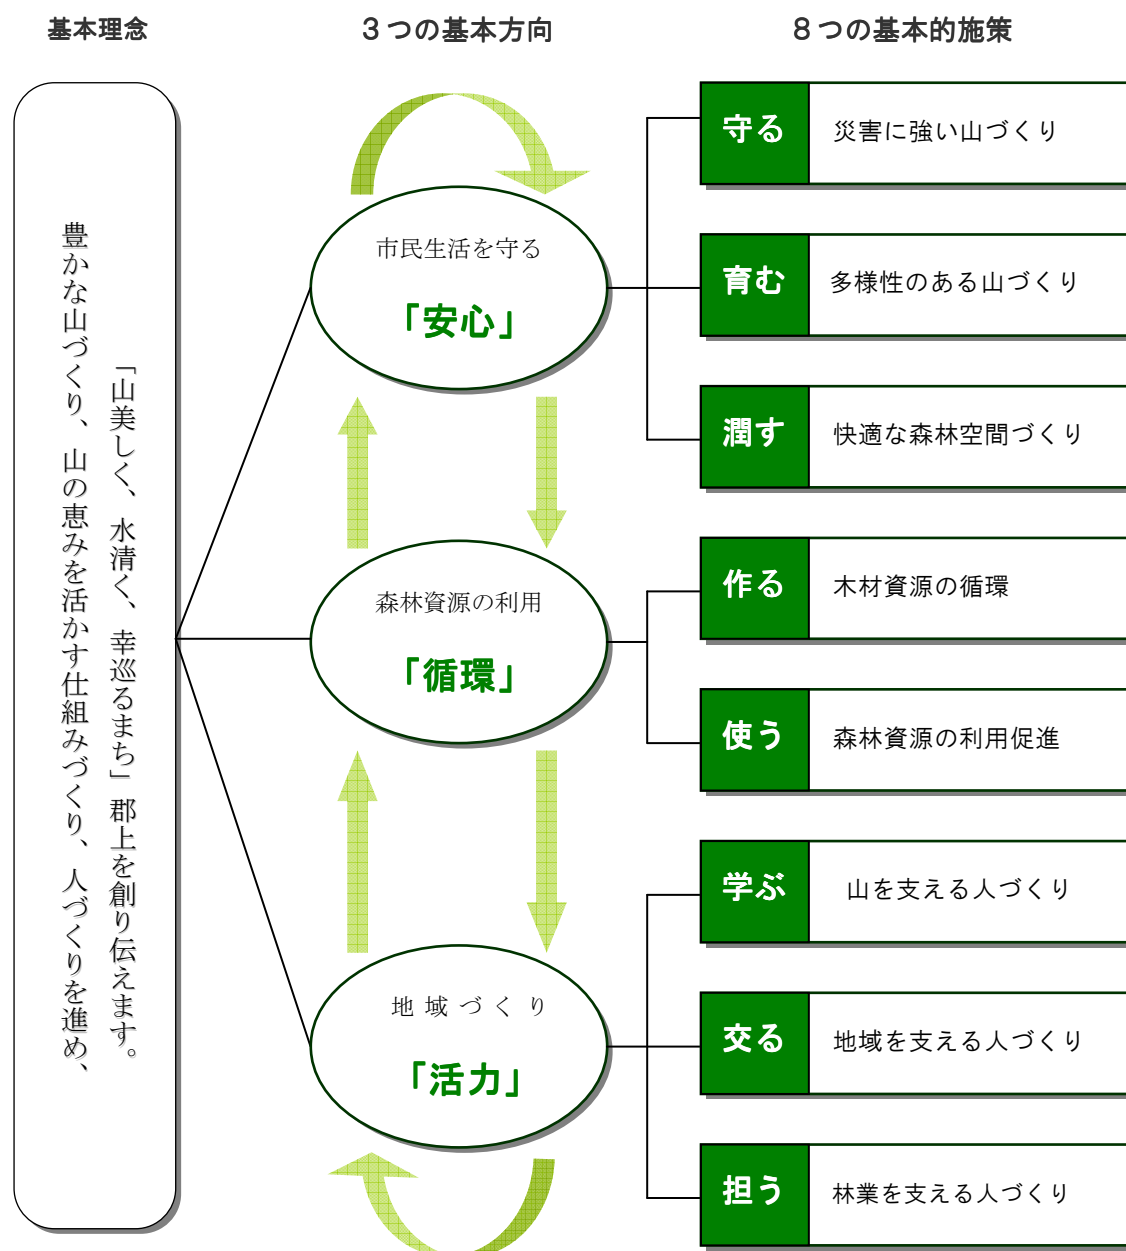 基本理念
3つの基本方向
8つの基本的施策
「山美しく、水清く、幸巡るまち」郡上を創り伝えます。
豊かな山づくり、山の恵みを活かす仕組みづくり、人づくりを進め、
市民生活を守る
「安心」
森林資源の利用
「循環」
地域づくり
「活力」
守る 災害に強い山づくり
育む 多様性のある山づくり
潤す 快適な森林空間づくり
作る 木材資源の循環
使う 森林資源の利用促進
学ぶ 山を支える人づくり
交る 地域を支える人づくり
担う 林業を支える人づくり